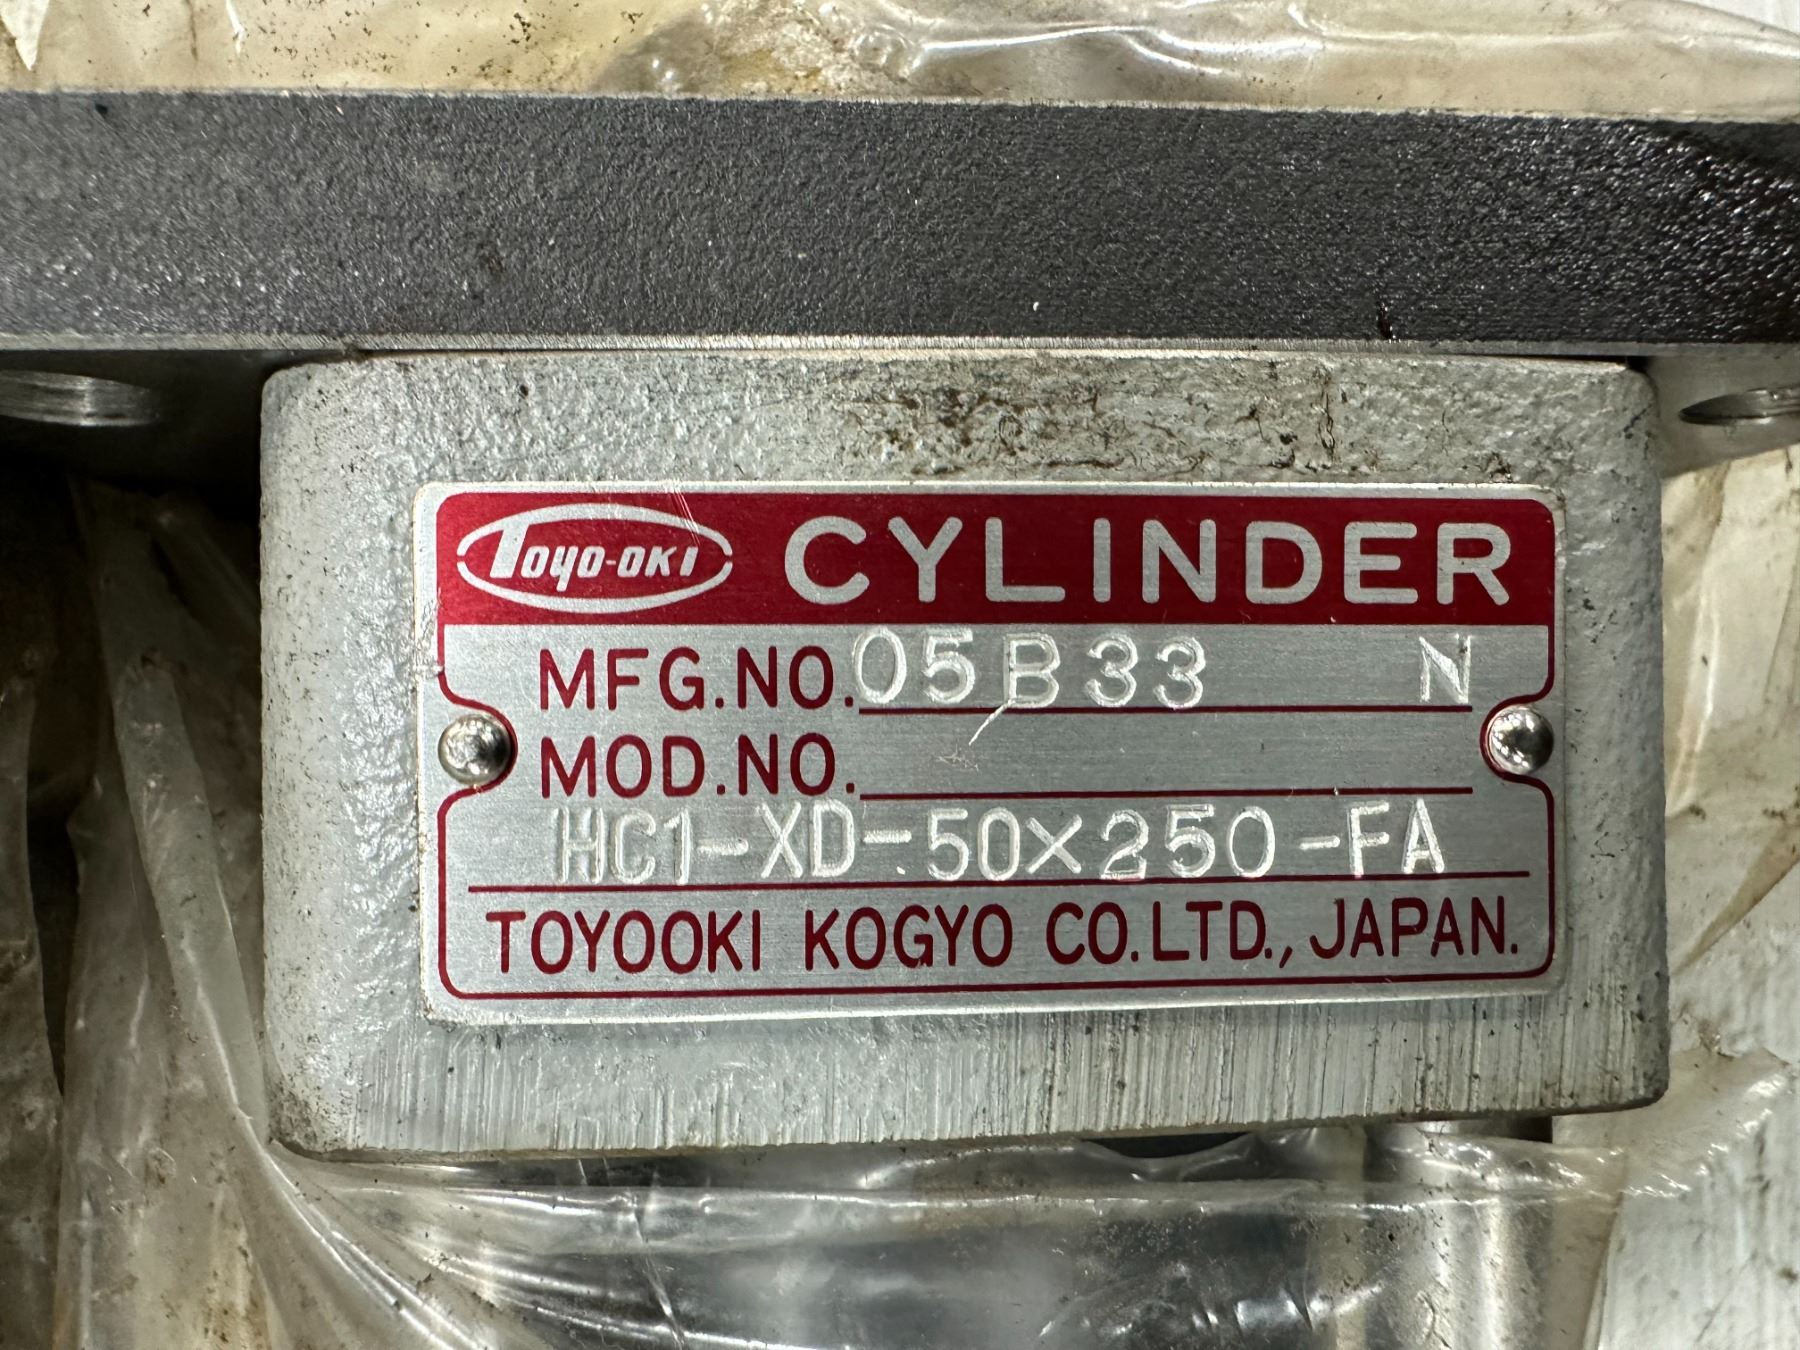 TOYO-OKI CYLINDER
MFG.NO. 05B33 N
MOD.NO.
HC1-XD-50×250-FA
TOYOOKI KOGYO CO.LTD., JAPAN.